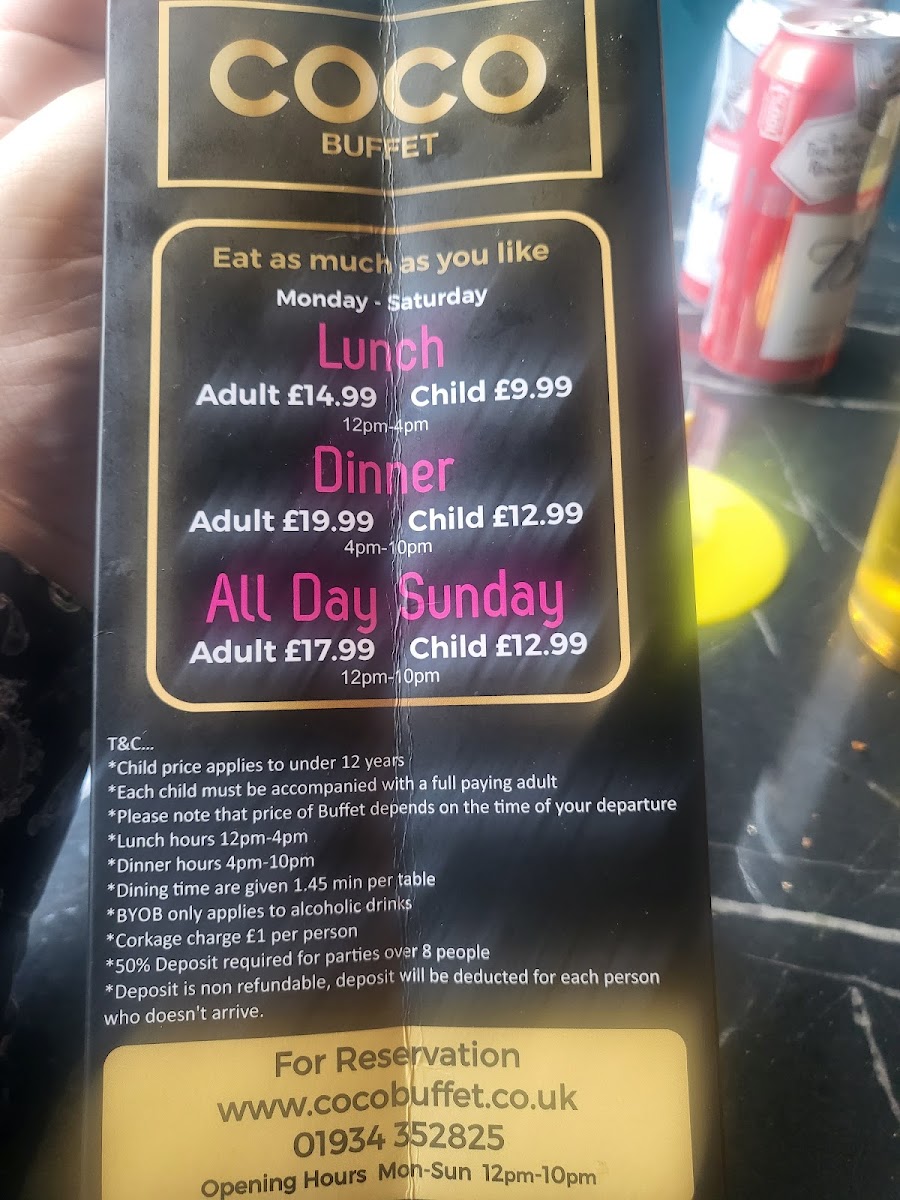 COCO
BUFFET
Eat as much as you like
Monday - Saturday
Lunch
Adult £14.99 Child £9.99
12pm-4pm
Dinner
Adult £19.99 Child £12.99
4pm-10pm
All Day Sunday
Adult £17.99 Child £12.99
12pm-10pm
T&C...
*Child price applies to under 12 years
*Each child must be accompanied with a full paying adult
*Please note that price of Buffet depends on the time of your departure
*Lunch hours 12pm-4pm
*Dinner hours 4pm-10pm
*Dining time are given 1.45 min per table
*BYOB only applies to alcoholic drinks
*Corkage charge £1 per person
*50% Deposit required for parties over 8 people
*Deposit is non refundable, deposit will be deducted for each person
who doesn't arrive.
For Reservation
www.cocobuffet.co.uk
01934 352825
Opening Hours Mon-Sun 12pm-10pm